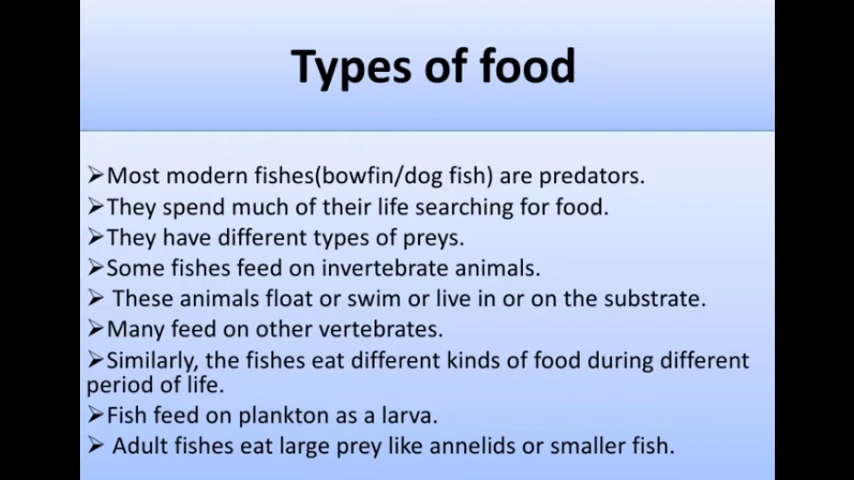 Types of food
➢Most modern fishes(bowfin/dog fish) are predators.
➢They spend much of their life searching for food.
➢They have different types of preys.
➢Some fishes feed on invertebrate animals.
➢ These animals float or swim or live in or on the substrate.
➢Many feed on other vertebrates.
➢Similarly, the fishes eat different kinds of food during different
period of life.
➢Fish feed on plankton as a larva.
➢ Adult fishes eat large prey like annelids or smaller fish.